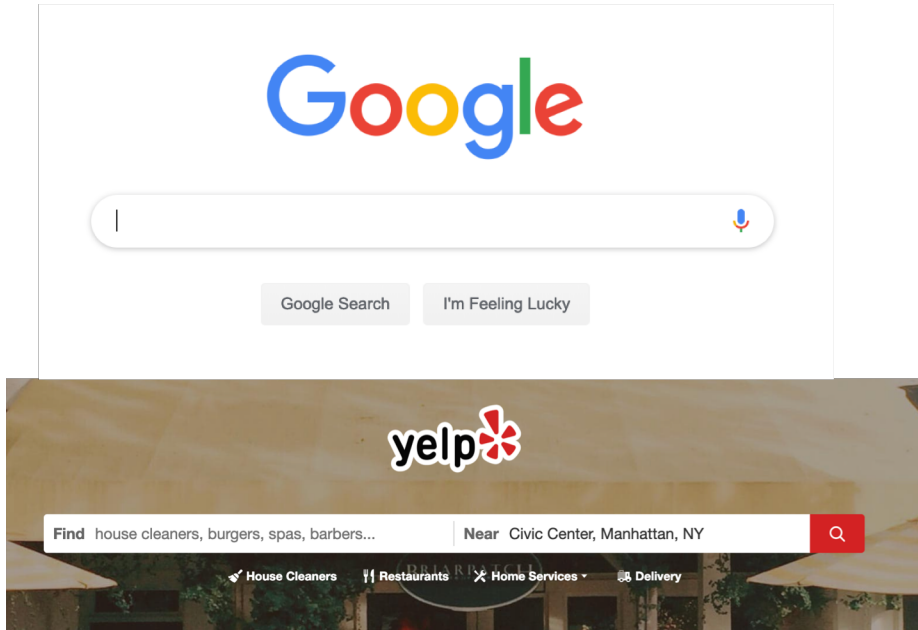 Google
Google Search I'm Feeling Lucky
yelp
Find house cleaners, burgers, spas, barbers... Near Civic Center, Manhattan, NY
BRIARPATCH
House Cleaners Restaurants Home Services Delivery